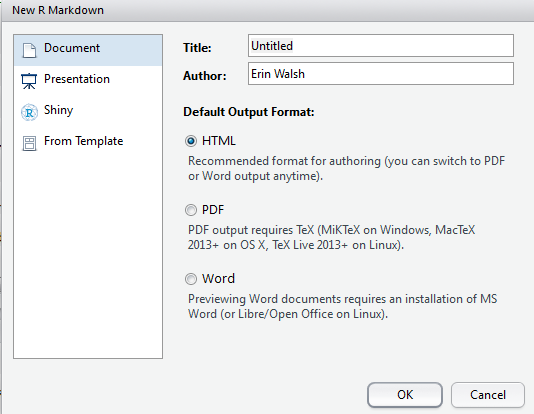 New R Markdown
Document
Presentation
Shiny
From Template
Title: Untitled
Author: Erin Walsh
Default Output Format:
HTML
Recommended format for authoring (you can switch to PDF
or Word output anytime).
PDF
PDF output requires TeX (MiKTeX on Windows, MacTeX
2013+ on OS X, TeX Live 2013+ on Linux).
Word
Previewing Word documents requires an installation of MS
Word (or Libre/Open Office on Linux).
OK Cancel